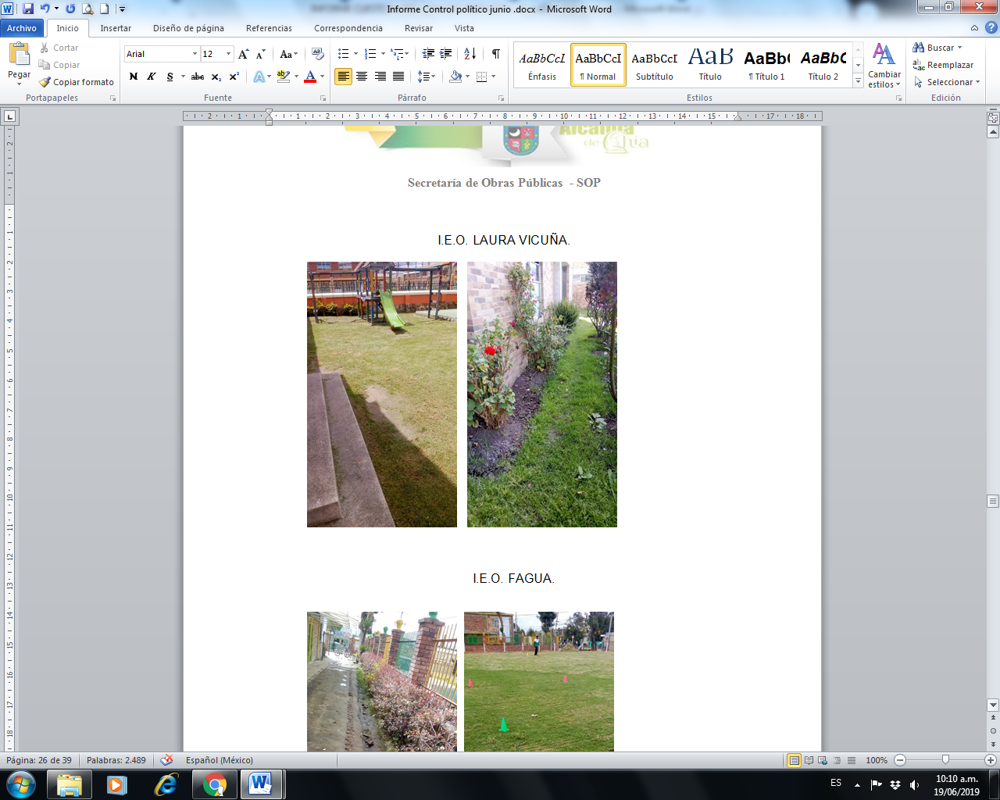 Informe Control político junio .docx - Microsoft Word
Archivo Inicio Insertar Diseño de página Referencias Correspondencia Revisar Vista
Pegar
Cortar
Copiar
Copiar formato
Portapapeles
Arial 12
N K S abc x₂ x²
Fuente
Párrafo
AaBbCcI AaBbCcI AaBbCcI AaB AaBb( AaBbC
Énfasis ¶ Normal Subtítulo Título ¶ Título 1 Título 2
Estilos
Cambiar estilos
Buscar
Reemplazar
Seleccionar
Edición
Alcaldía
de Chía
Secretaría de Obras Públicas - SOP
I.E.O. LAURA VICUÑA.
I.E.O. FAGUA.
Página: 26 de 39 Palabras: 2.489 Español (México) 100%
ES
10:10 a.m.
19/06/2019